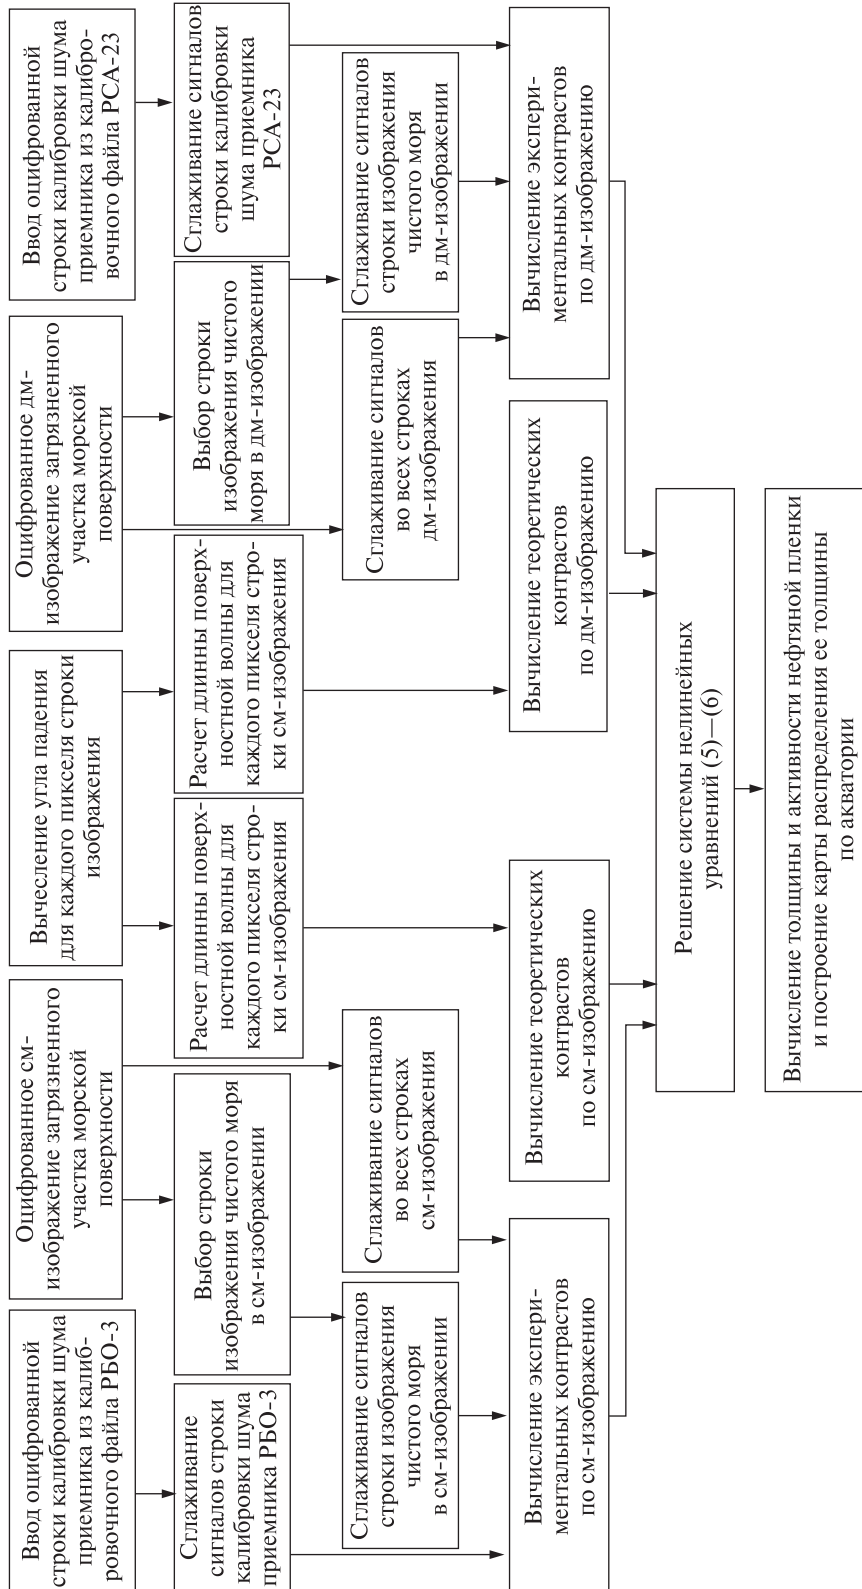 Ввод оцифрованной
строки калибровки шума
приемника из калиб-
ровочного файла РБО-3
Оцифрованное см-
изображение загрязненного
участка морской
поверхности
Вычесление угла падения
для каждого пикселя строки
изображения
Оцифрованное дм-
изображение загрязненного
участка морской
поверхности
Ввод оцифрованной
строки калибровки шума
приемника из калибро-
вочного файла РСА-23
Сглаживание
сигналов строки
калибровки шума
приемника РБО-3
Выбор строки
изображения чистого моря
в см-изображении
Расчет длинны поверх-
ностной волны для
каждого пикселя стро-
ки см-изображения
Расчет длинны поверх-
ностной волны для
каждого пикселя стро-
ки см-изображения
Выбор строки
изображения чистого
моря в дм-изображении
Сглаживание сигналов
строки калибровки
шума приемника
РСА-23
Сглаживание сигналов
строки изображения
чистого моря
в см-изображении
Сглаживание сигналов
во всех строках
см-изображения
Сглаживание сигналов
во всех строках
дм-изображения
Сглаживание сигналов
строки изображения
чистого моря
в дм-изображении
Вычисление экспери-
ментальных контрастов
по см-изображению
Вычисление теоретических
контрастов
по см-изображению
Вычисление теоретических
контрастов
по дм-изображению
Вычисление экспери-
ментальных контрастов
по дм-изображению
Решение системы нелинейных
уравнений (5)—(6)
Вычисление толщины и активности нефтяной пленки
и построение карты распределения ее толщины
по акватории